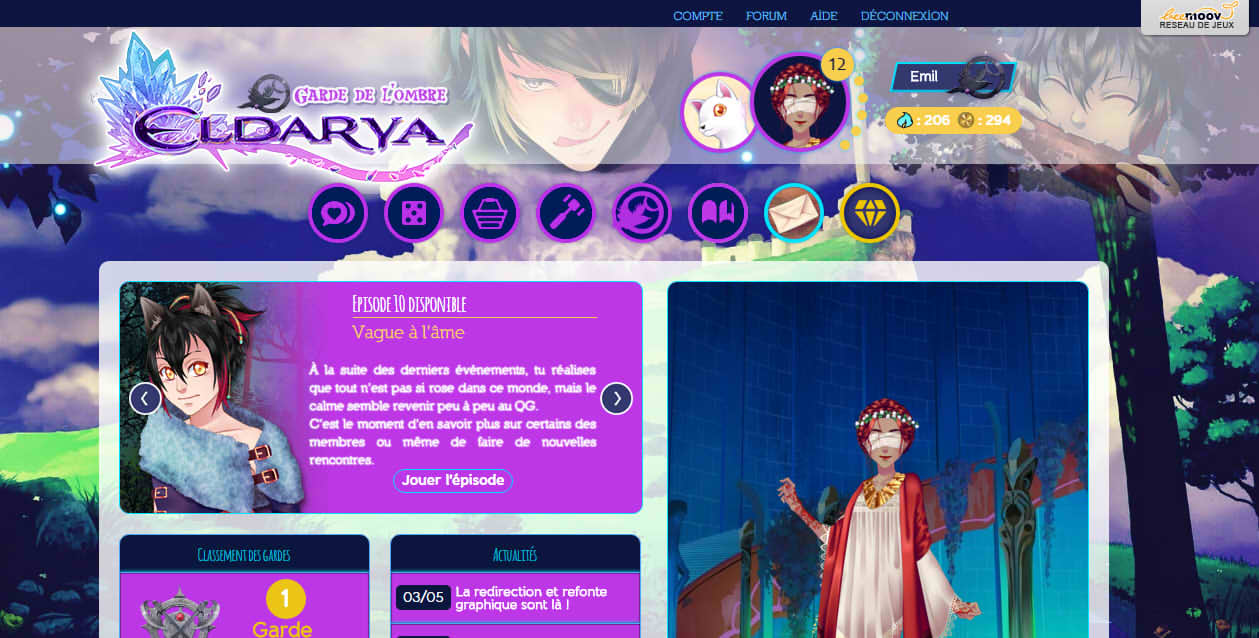 COMPTE FORUM AIDE DÉCONNEXION
beemoov
RESEAU DE JEUX
GARDE DE L'OMBRE
ELDARYA
12
Emil
: 206 : 294
EPISODE 10 DISPONIBLE
Vague à l'âme
À la suite des derniers événements, tu réalises
que tout n'est pas si rose dans ce monde, mais le
calme semble revenir peu à peu au QG.
C'est le moment d'en savoir plus sur certains des
membres ou même de faire de nouvelles
rencontres.
Jouer l'épisode
CLASSEMENT DES GARDES
1
Garde
ACTUALITÉS
03/05 La redirection et refonte
graphique sont là !